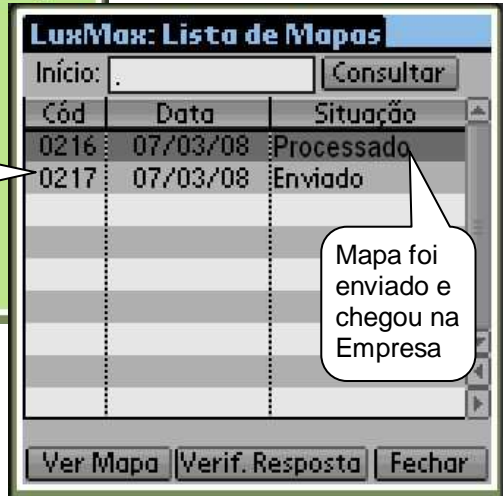 LuxMax: Lista de Mapas
Início: . Consultar
Cód Data Situação
0216 07/03/08 Processado
0217 07/03/08 Enviado
Mapa foi
enviado e
chegou na
Empresa
Ver Mapa Verif. Resposta Fechar